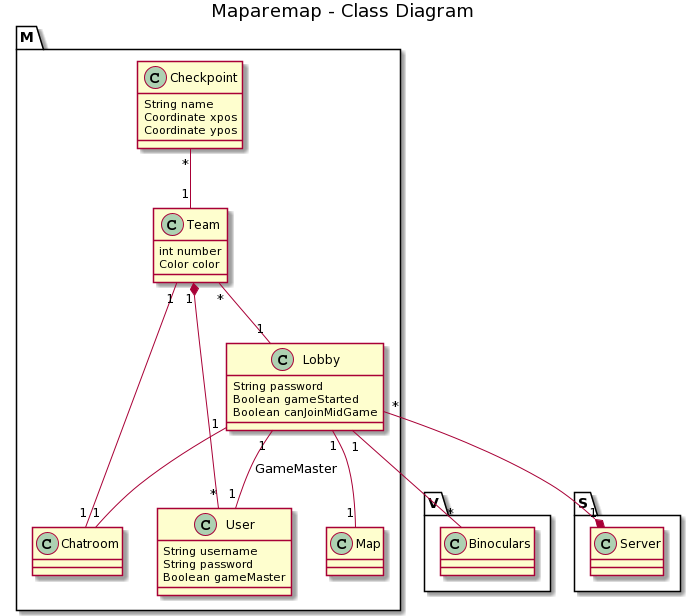 Maparemap - Class Diagram
M
C Checkpoint
String name
Coordinate xpos
Coordinate ypos
*
1
C Team
int number
Color color
1 1 *
1
C Lobby
String password
Boolean gameStarted
Boolean canJoinMidGame
*
1
1 1 1
GameMaster
1 1 * 1 1
V
*
S
1
C Chatroom
C User
String username
String password
Boolean gameMaster
C Map
C Binoculars
C Server